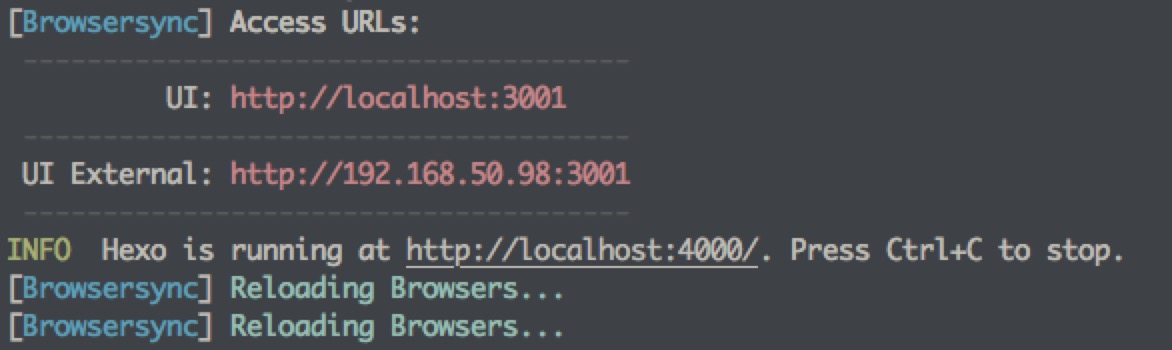 [Browsersync] Access URLs:
--------------------------------------
UI: http://localhost:3001
--------------------------------------
UI External: http://192.168.50.98:3001
--------------------------------------
INFO  Hexo is running at http://localhost:4000/. Press Ctrl+C to stop.
[Browsersync] Reloading Browsers...
[Browsersync] Reloading Browsers...